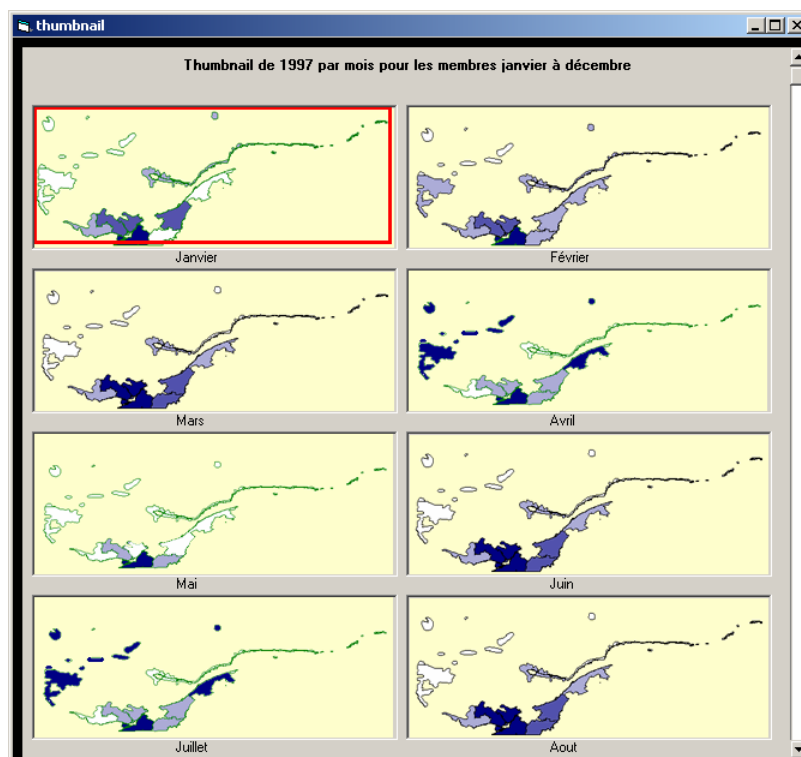 thumbnail
Thumbnail de 1997 par mois pour les membres janvier à décembre
Janvier
Février
Mars
Avril
Mai
Juin
Juillet
Aout